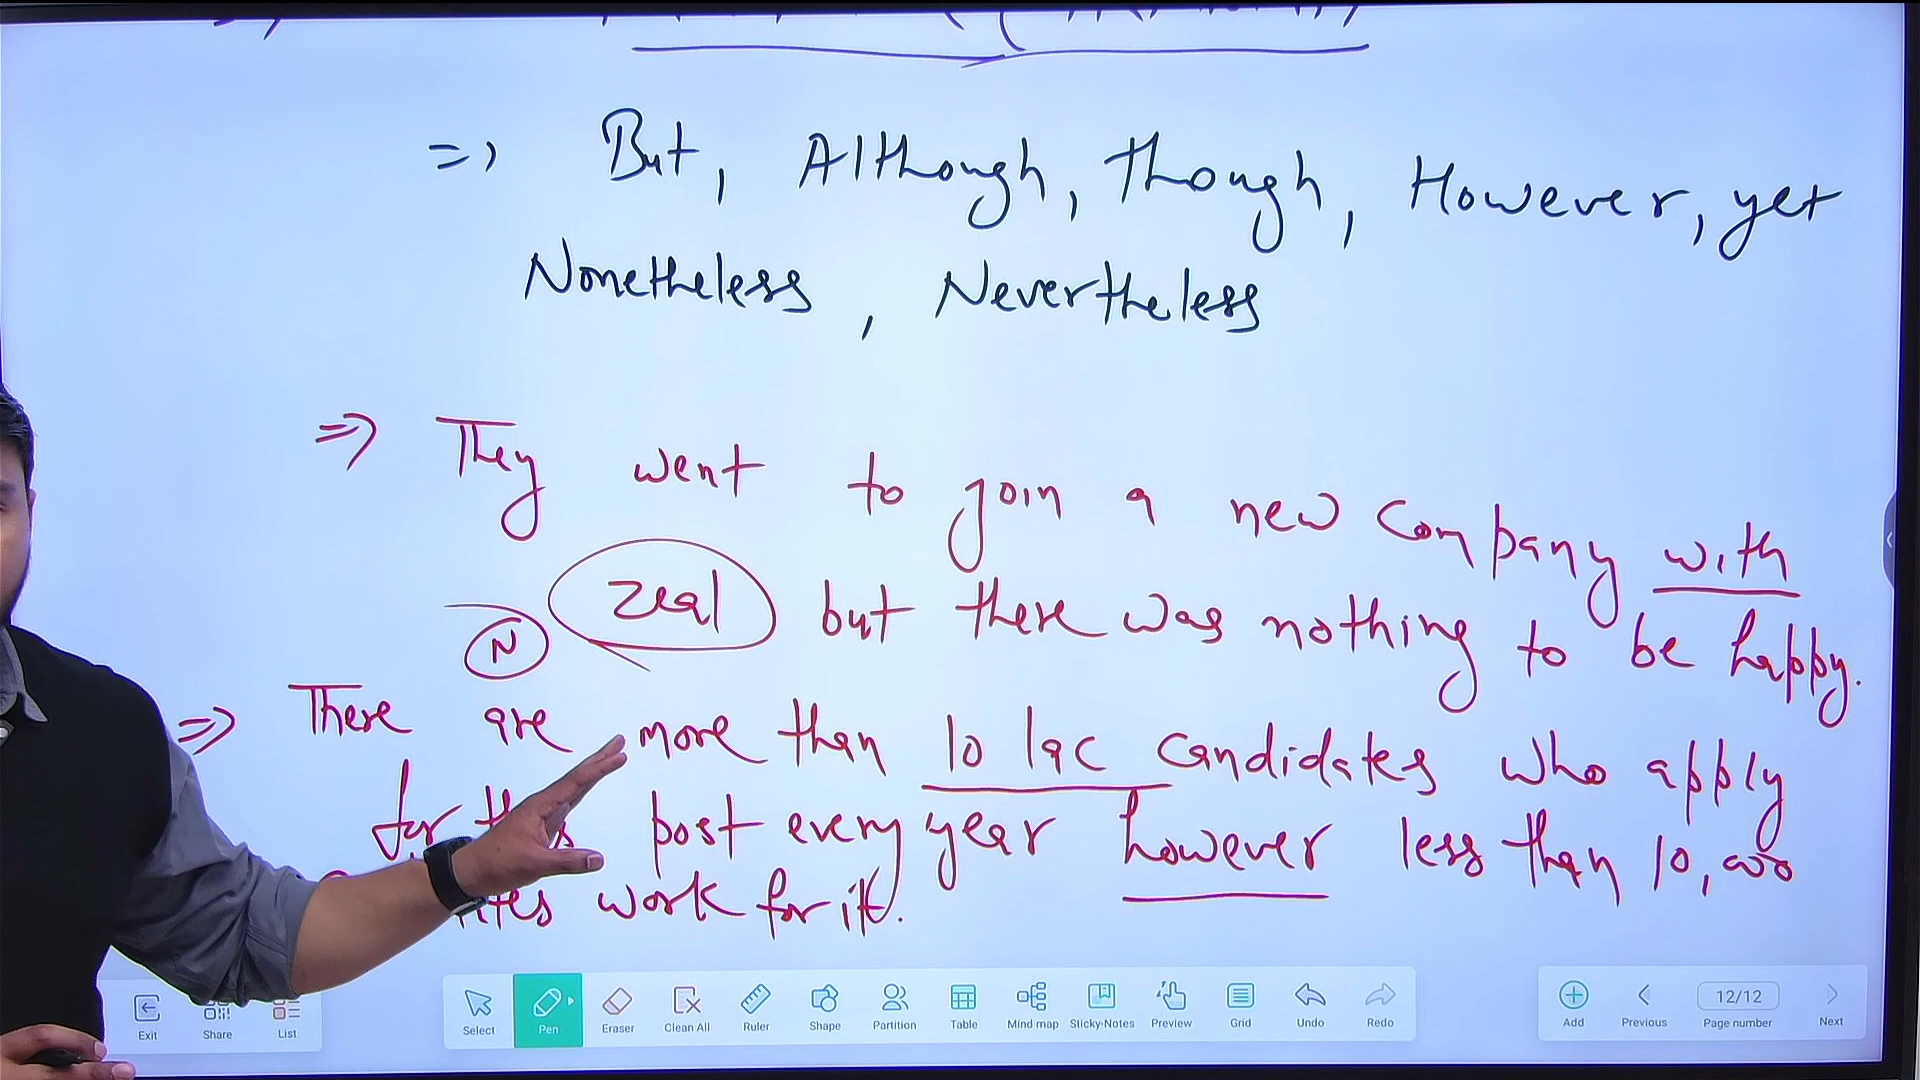 => But, Although, Though, However, yet
Nonetheless, Nevertheless
=> They went to join a new Company with
zeal but there was nothing to be happy.
N
=> There are more than 10 lac candidates who apply
for this post every year however less than 10,000
work for it.
Exit
Share
List
Select
Pen
Eraser
Clean All
Ruler
Shape
Partition
Table
Mind map
Sticky-Notes
Preview
Grid
Undo
Redo
Add
Previous
12/12
Page number
Next